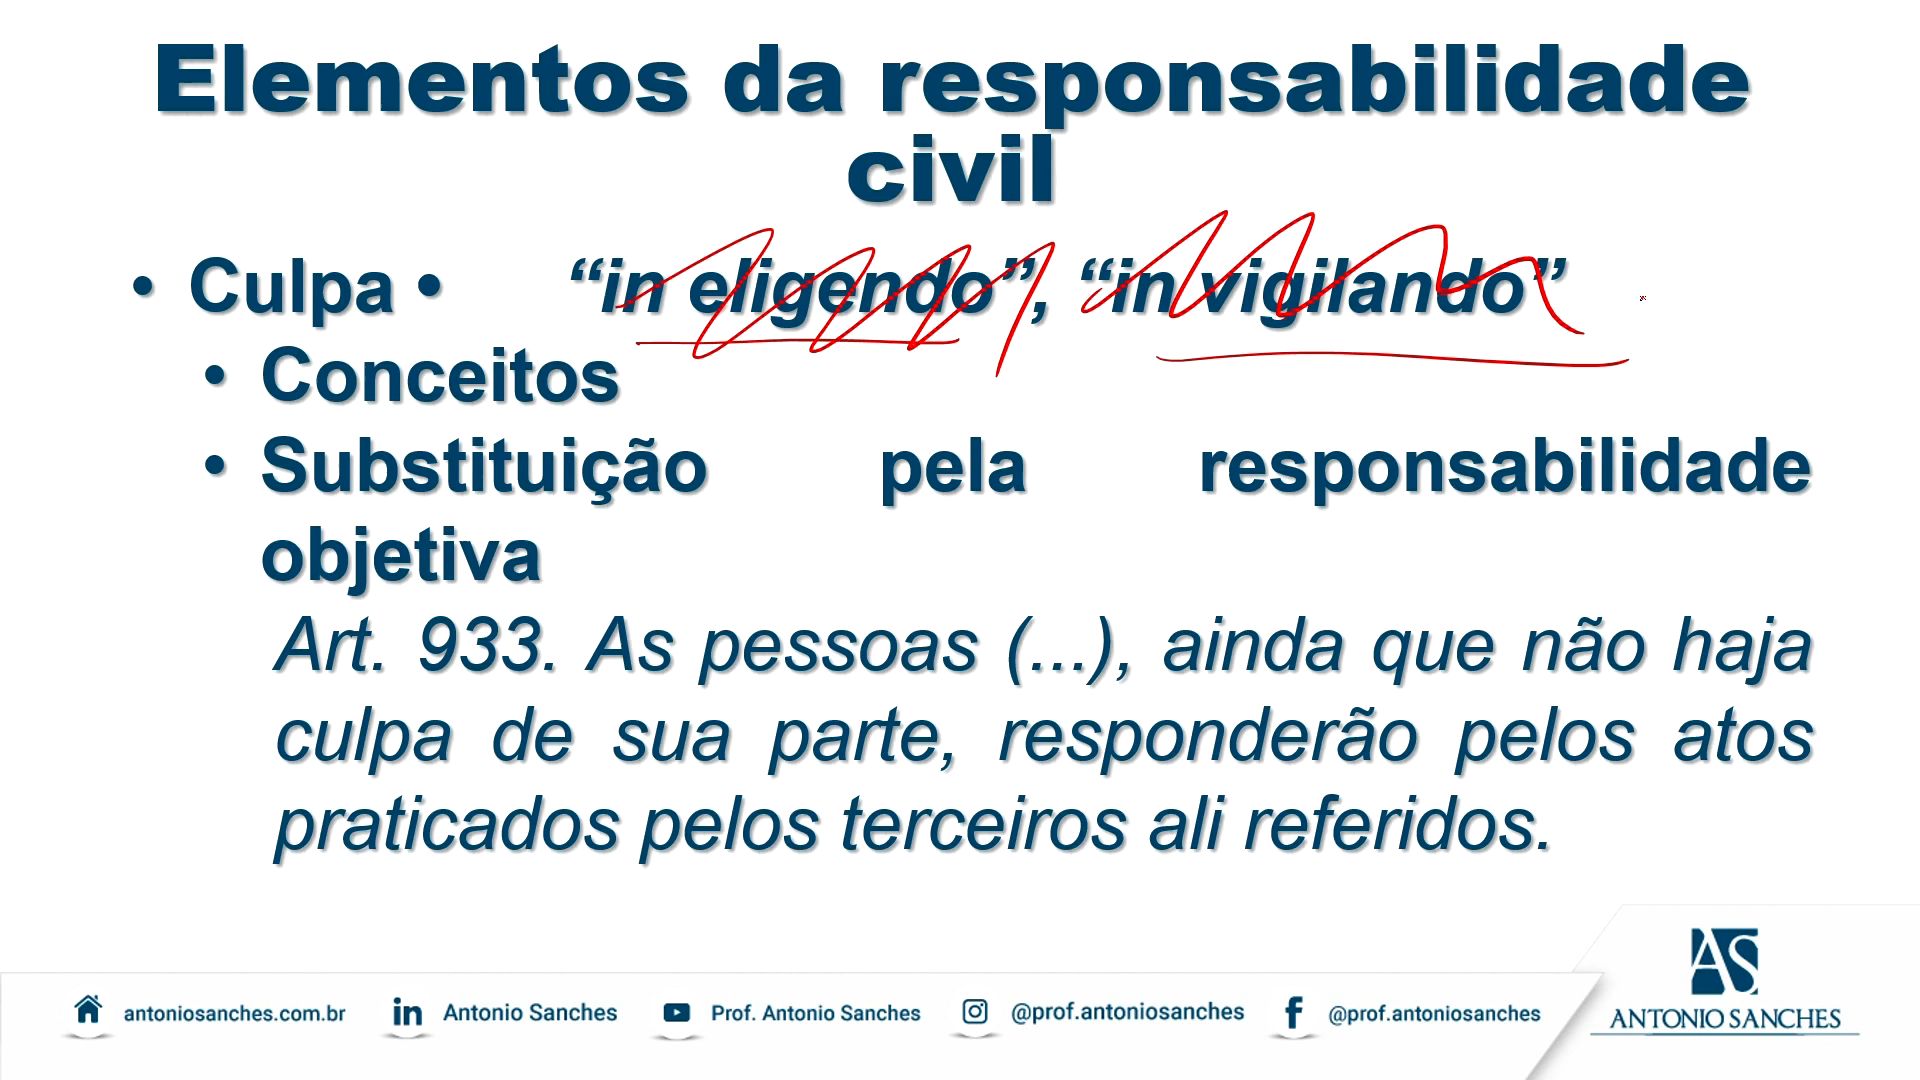 Elementos da responsabilidade
civil
• Culpa • “in eligendo”, “in vigilando”
• Conceitos
• Substituição pela responsabilidade
objetiva
Art. 933. As pessoas (...), ainda que não haja
culpa de sua parte, responderão pelos atos
praticados pelos terceiros ali referidos.
AS
ANTONIO SANCHES
antoniosanches.com.br in Antonio Sanches Prof. Antonio Sanches @prof.antoniosanches f @prof.antoniosanches